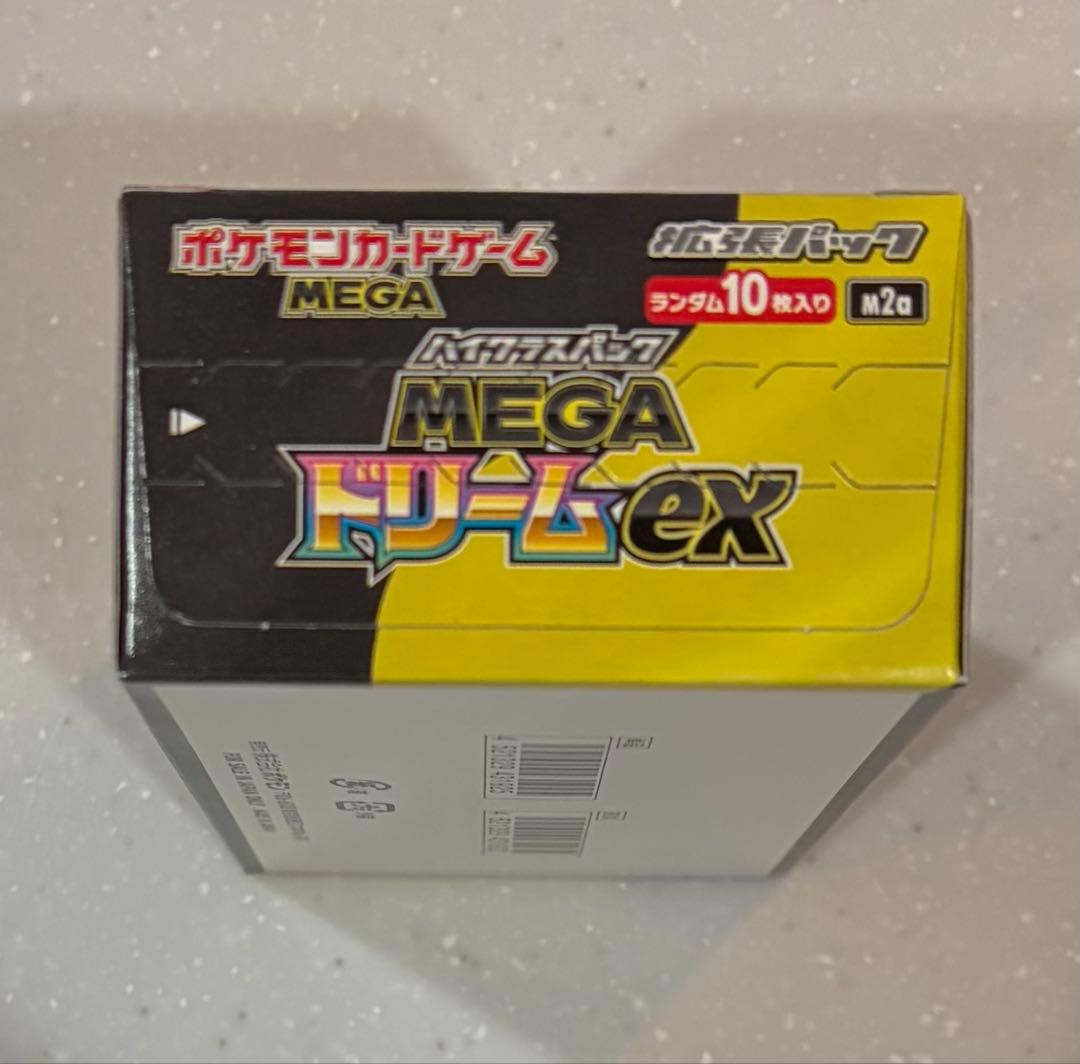 ポケモンカードゲーム
MEGA
拡張パック
ランダム10枚入り
M2a
ハイクラスパック
MEGA
ドリームex